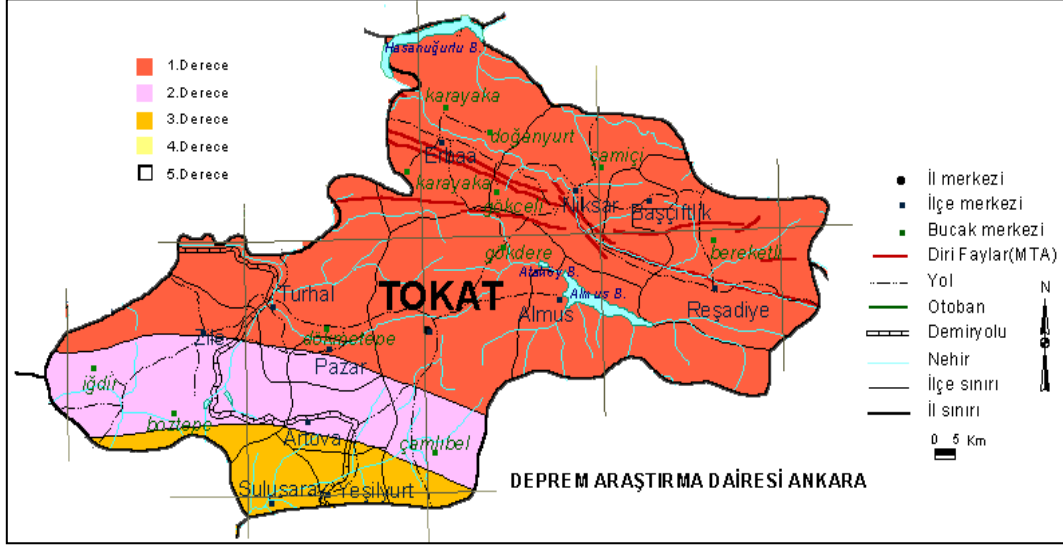 1.Derece
2.Derece
3.Derece
4.Derece
5.Derece
Hasanuğurlu B.
karayaka
doğanyurt
Erbaa
çamiçi
karayaka
gökçeli
Niksar
Başçiftlik
gökdere
bereketli
Ataköy B.
Almus B.
Turhal
TOKAT
Almus
Reşadiye
Zile
dökmetepe
Pazar
iğdir
boztepe
Artova
çamlıbel
Sulusaray
Yeşilyurt
İl merkezi
İlçe merkezi
Bucak merkezi
Diri Faylar(MTA)
Yol
Otoban
Demiryolu
Nehir
İlçe sınırı
İl sınırı
N
0 5 Km
DEPREM ARAŞTIRMA DAİRESİ ANKARA